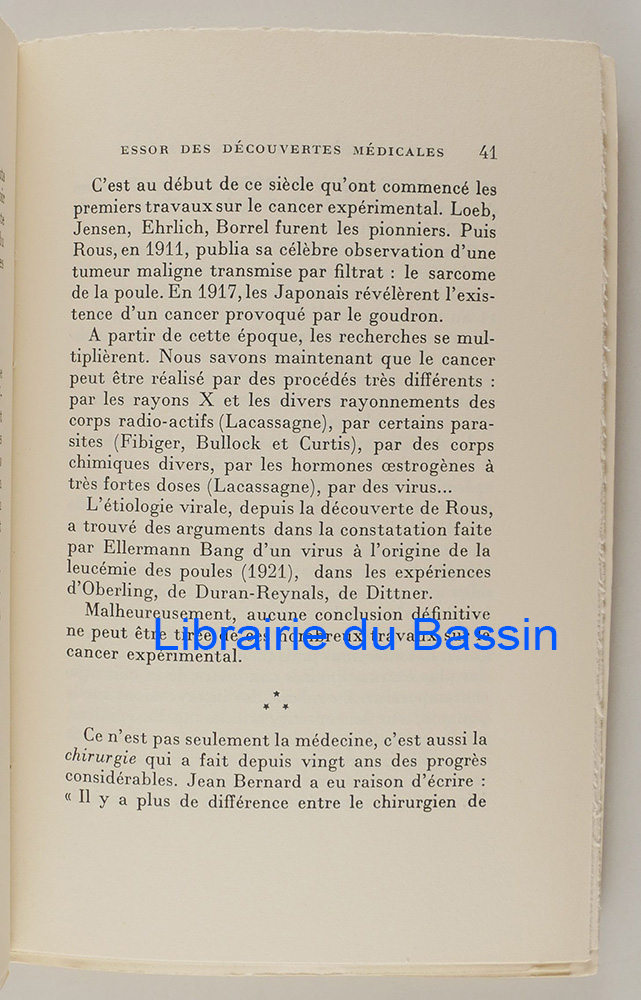 ESSOR DES DÉCOUVERTES MÉDICALES 41
C'est au début de ce siècle qu'ont commencé les
premiers travaux sur le cancer expérimental. Loeb,
Jensen, Ehrlich, Borrel furent les pionniers. Puis
Rous, en 1911, publia sa célèbre observation d'une
tumeur maligne transmise par filtrat : le sarcome
de la poule. En 1917, les Japonais révélèrent l'exis-
tence d'un cancer provoqué par le goudron.
A partir de cette époque, les recherches se mul-
tiplièrent. Nous savons maintenant que le cancer
peut être réalisé par des procédés très différents :
par les rayons X et les divers rayonnements des
corps radio-actifs (Lacassagne), par certains para-
sites (Fibiger, Bullock et Curtis), par des corps
chimiques divers, par les hormones œstrogènes à
très fortes doses (Lacassagne), par des virus...
L'étiologie virale, depuis la découverte de Rous,
a trouvé des arguments dans la constatation faite
par Ellermann Bang d'un virus à l'origine de la
leucémie des poules (1921), dans les expériences
d'Oberling, de Duran-Reynals, de Dittner.
Malheureusement, aucune conclusion définitive
ne peut être tirée de ces nombreux travaux sur le
Librairie du Bassin
cancer expérimental.
Ce n'est pas seulement la médecine, c'est aussi la
chirurgie qui a fait depuis vingt ans des progrès
considérables. Jean Bernard a eu raison d'écrire :
« Il y a plus de différence entre le chirurgien de